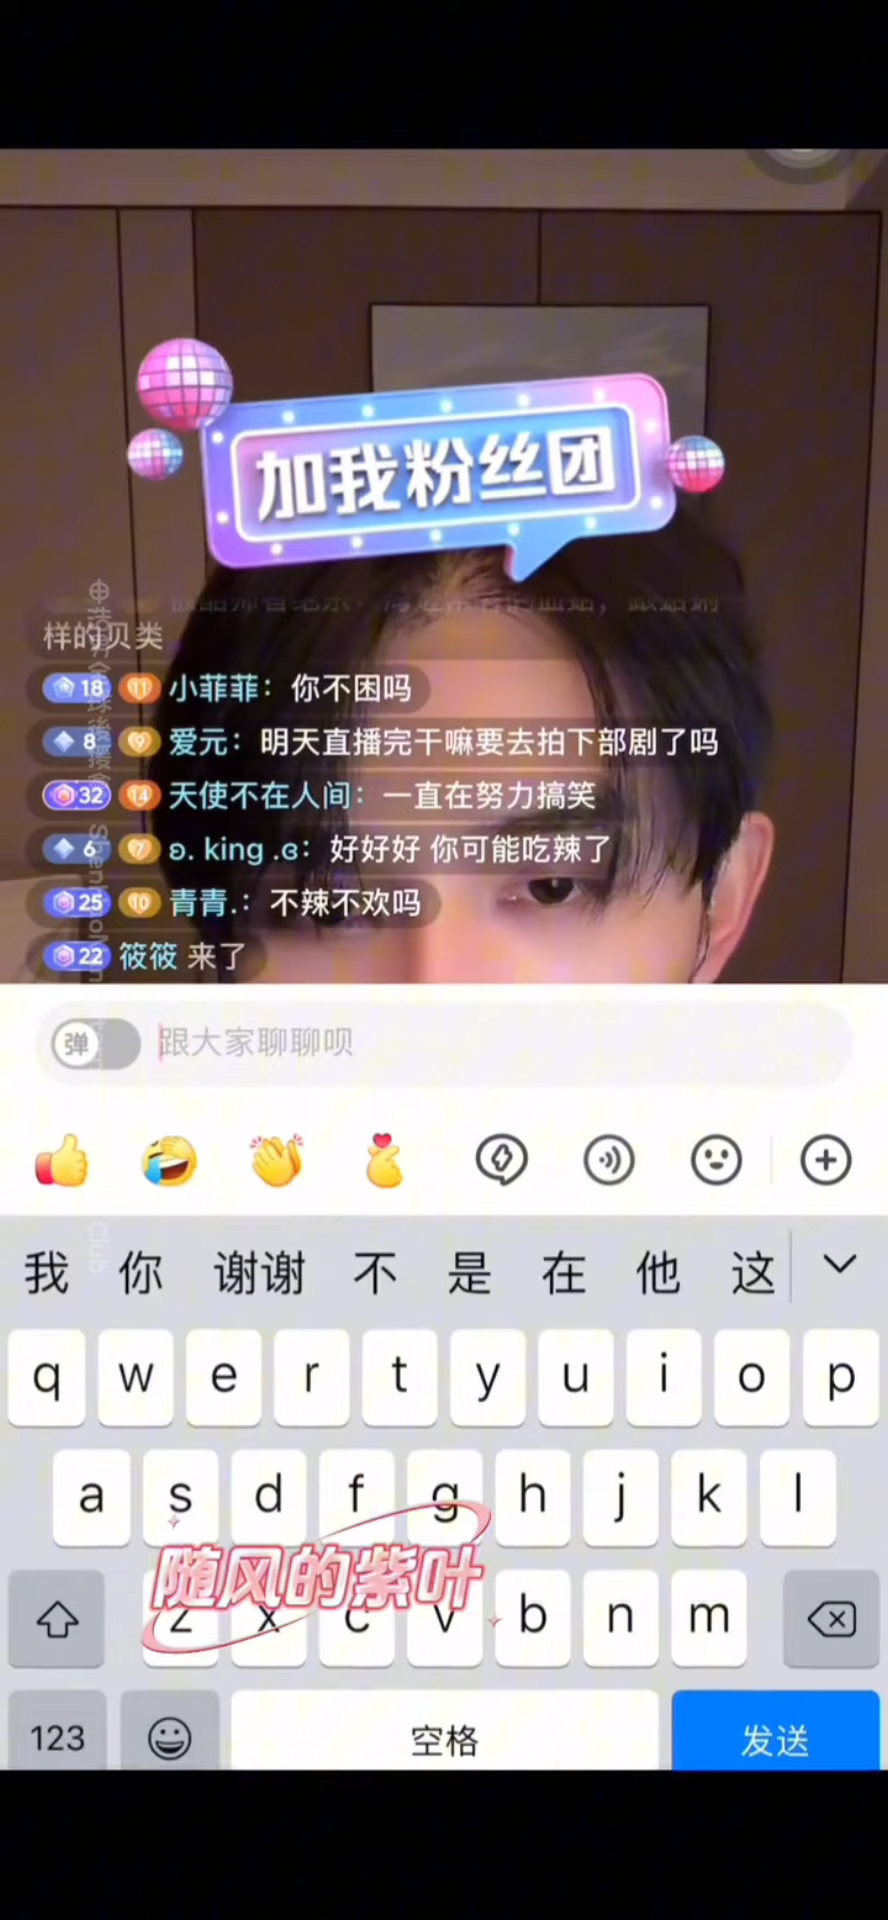 加我粉丝团
样的贝类
18 11 小菲菲：你不困吗
8 9 爱元：明天直播完干嘛要去拍下部剧了吗
32 14 天使不在人间：一直在努力搞笑
6 7 ʚ. king .ɞ：好好好 你可能吃辣了
25 10 青青.：不辣不欢吗
22 筱筱 来了
弹 跟大家聊聊呗
我 你 谢谢 不 是 在 他 这
q w e r t y u i o p
a s d f g h j k l
随风的紫叶
z x c v b n m
123 空格 发送
Club